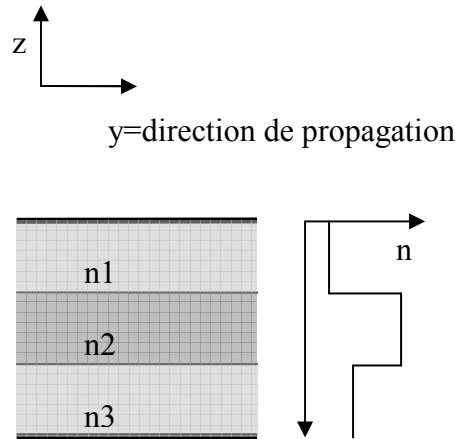 z
y=direction de propagation
n1
n
n2
n3